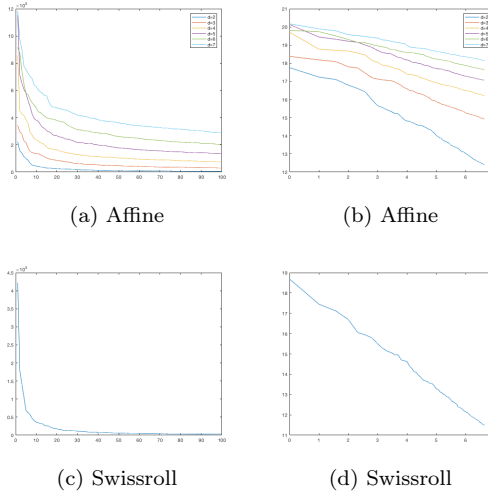 12 ×10⁴
10
8
6
4
2
0
0 10 20 30 40 50 60 70 80 90 100
d=2
d=3
d=4
d=5
d=6
d=7
(a) Affine
21
20
19
18
17
16
15
14
13
12
0 1 2 3 4 5 6
d=2
d=3
d=4
d=5
d=6
d=7
(b) Affine
4.5
4
3.5
3
2.5
2
1.5
1
0.5
0
0 10 20 30 40 50 60 70 80 90 100
(c) Swissroll
19
18
17
16
15
14
13
12
11
0 1 2 3 4 5 6
(d) Swissroll